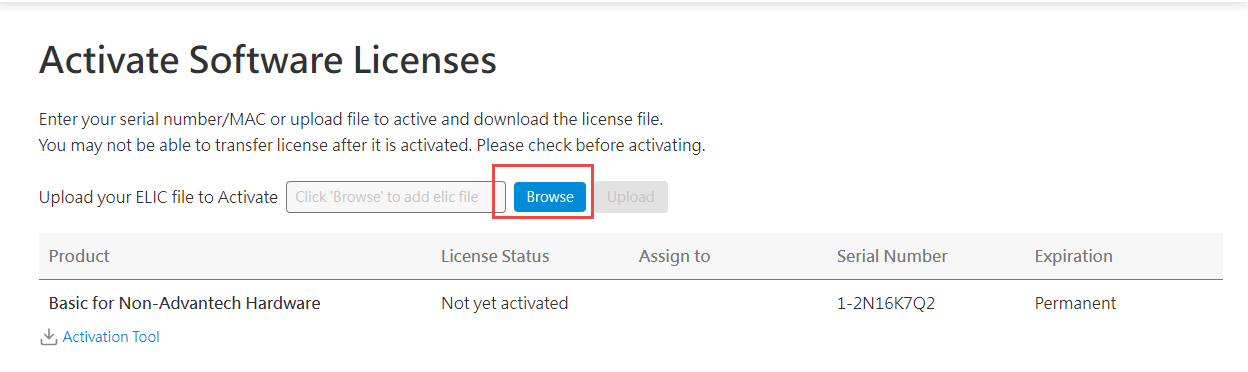 Activate Software Licenses
Enter your serial number/MAC or upload file to active and download the license file.
You may not be able to transfer license after it is activated. Please check before activating.
Upload your ELIC file to Activate Click 'Browse' to add elic file Browse Upload
Product License Status Assign to Serial Number Expiration
Basic for Non-Advantech Hardware Not yet activated 1-2N16K7Q2 Permanent
Activation Tool